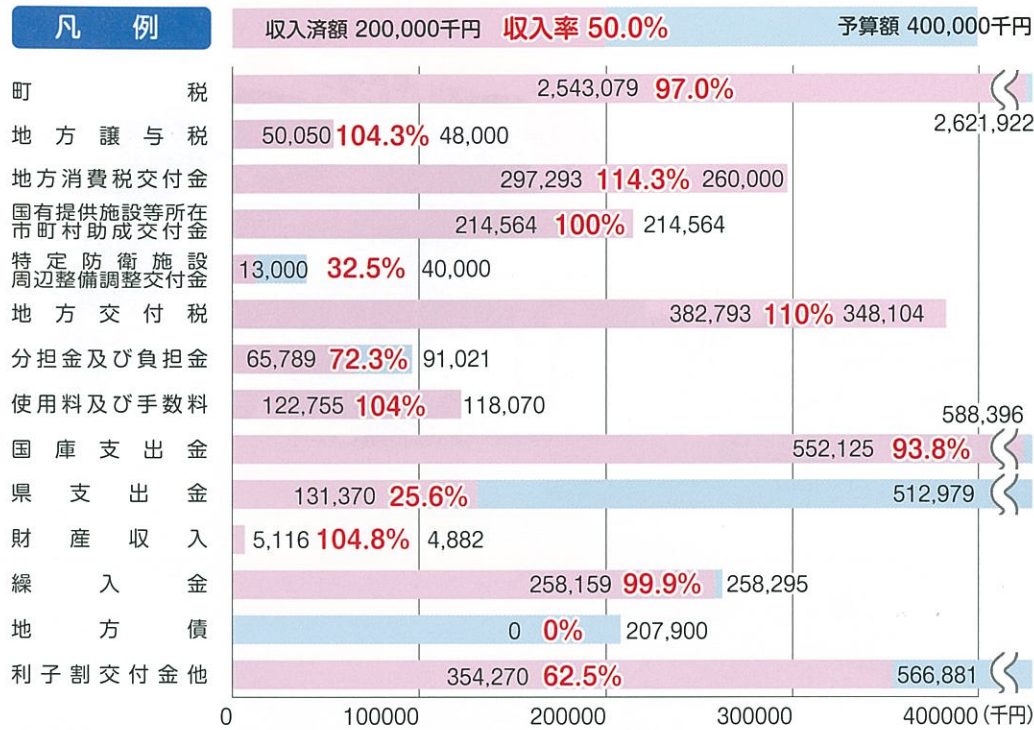 凡例 収入済額 200,000千円 収入率 50.0% 予算額 400,000千円
町税 2,543,079 97.0%
2,621,922
地方譲与税 50,050 104.3% 48,000
地方消費税交付金 297,293 114.3% 260,000
国有提供施設等所在
市町村助成交付金 214,564 100% 214,564
特定防衛施設
周辺整備調整交付金 13,000 32.5% 40,000
地方交付税 382,793 110% 348,104
分担金及び負担金 65,789 72.3% 91,021
使用料及び手数料 122,755 104% 118,070
588,396
国庫支出金 552,125 93.8%
県支出金 131,370 25.6% 512,979
財産収入 5,116 104.8% 4,882
繰入金 258,159 99.9% 258,295
地方債 0 0% 207,900
利子割交付金他 354,270 62.5% 566,881
0 100000 200000 300000 400000 (千円)